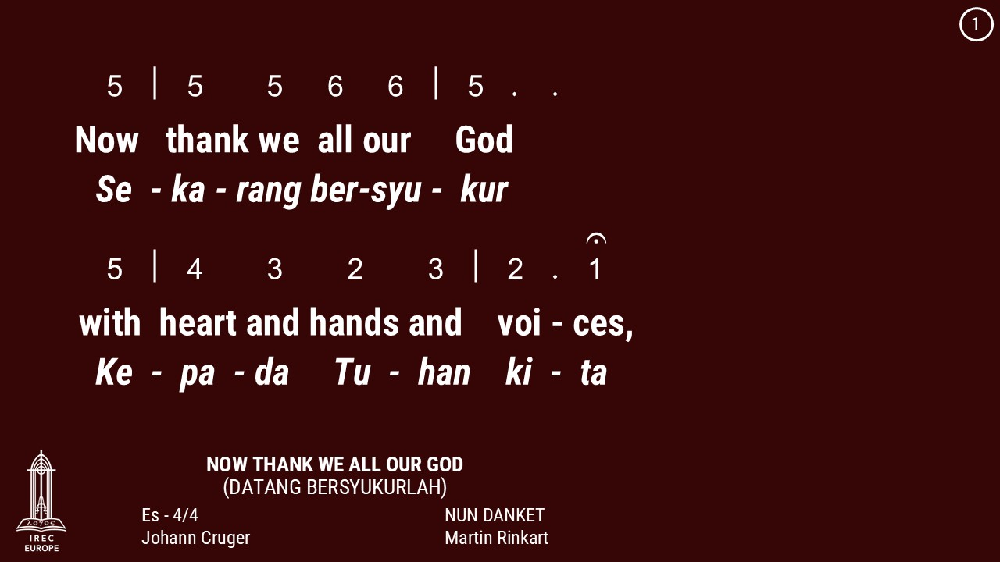 1
5 | 5 5 6 6 | 5 . .
Now thank we all our God
Se - ka - rang ber-syu - kur
5 | 4 3 2 3 | 2 . 1
with heart and hands and voi - ces,
Ke - pa - da Tu - han ki - ta
NOW THANK WE ALL OUR GOD
(DATANG BERSYUKURLAH)
Es - 4/4 NUN DANKET
Johann Cruger Martin Rinkart
λόγος
IREC
EUROPE